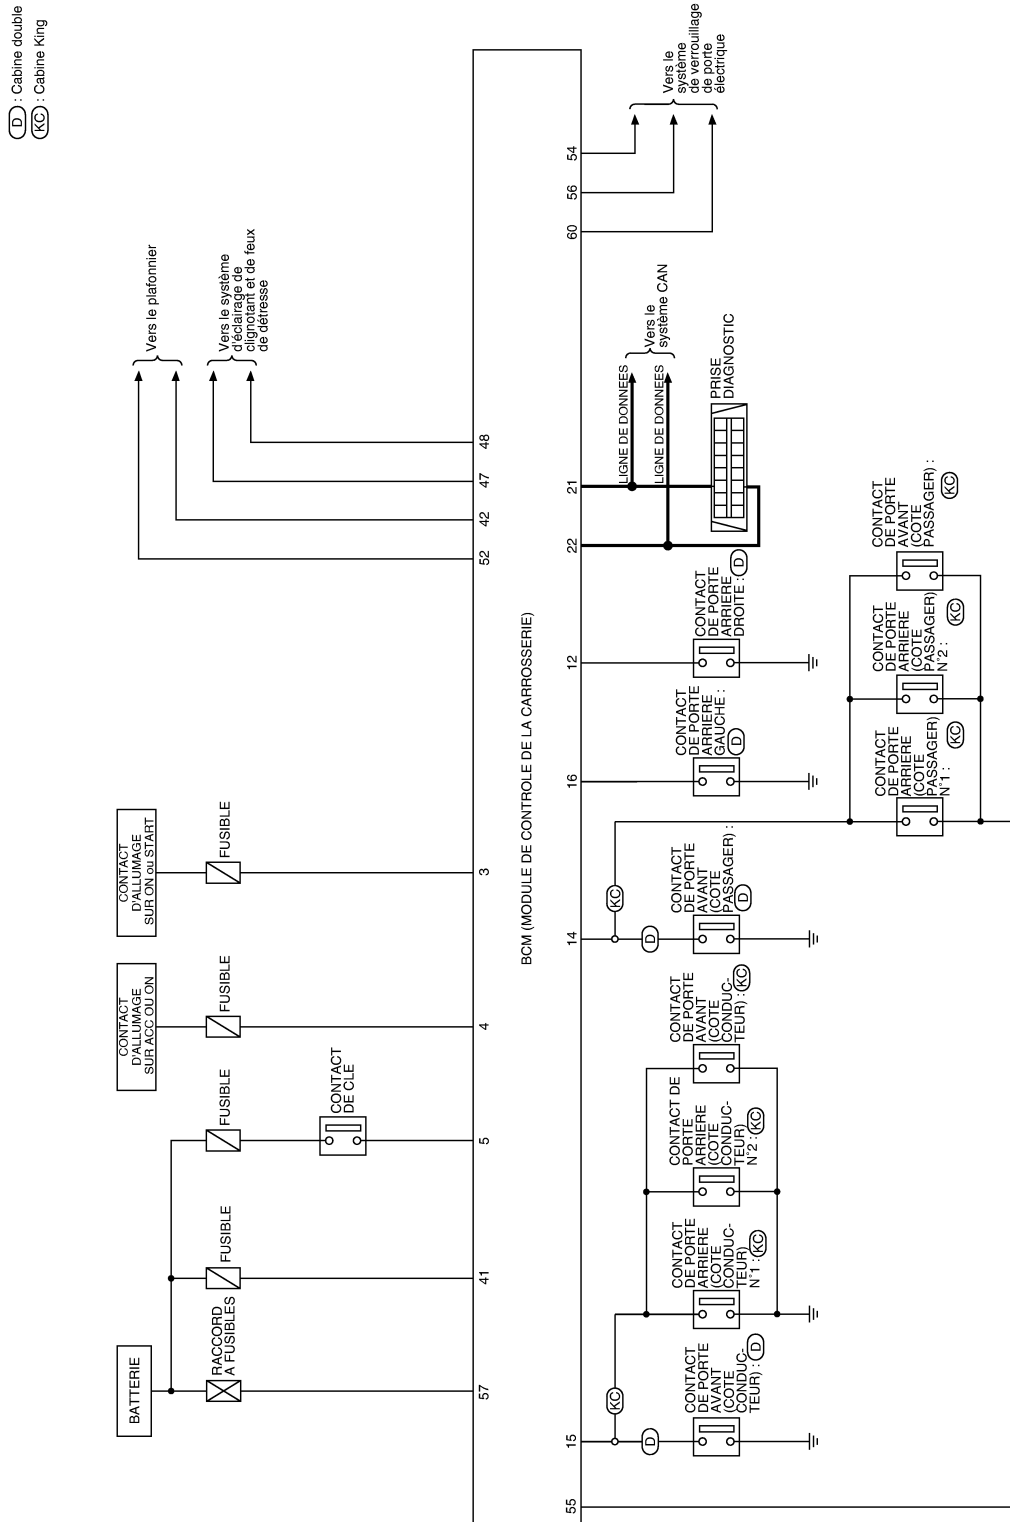 D : Cabine double
KC : Cabine King
BATTERIE
RACCORD
A FUSIBLES
57
FUSIBLE
41
FUSIBLE
CONTACT
DE CLE
5
CONTACT
D'ALLUMAGE
SUR ACC OU ON
FUSIBLE
4
CONTACT
D'ALLUMAGE
SUR ON ou START
FUSIBLE
3
Vers le plafonnier
Vers le système
d'éclairage de
clignotant et de feux
de détresse
52
42
47
48
BCM (MODULE DE CONTROLE DE LA CARROSSERIE)
55
15
KC
D
CONTACT
DE PORTE
AVANT
(COTE
CONDUC-
TEUR) : D
CONTACT
DE PORTE
ARRIERE
(COTE
CONDUC-
TEUR)
N°1 : KC
CONTACT DE
PORTE
ARRIERE
(COTE
CONDUC-
TEUR)
N°2 : KC
CONTACT
DE PORTE
AVANT
(COTE
CONDUC-
TEUR) : KC
14
KC
D
CONTACT
DE PORTE
AVANT
(COTE
PASSAGER) :
D
16
CONTACT
DE PORTE
ARRIERE
GAUCHE :
D
12
CONTACT
DE PORTE
ARRIERE
DROITE : D
CONTACT
DE PORTE
ARRIERE
(COTE
PASSAGER)
N°1 :
KC
CONTACT
DE PORTE
ARRIERE
(COTE
PASSAGER)
N°2 :
KC
CONTACT
DE PORTE
AVANT
(COTE
PASSAGER) :
KC
22
21
LIGNE DE DONNEES
LIGNE DE DONNEES
Vers le
système CAN
PRISE
DIAGNOSTIC
60
56
54
Vers le
système
de verrouillage
de porte
électrique